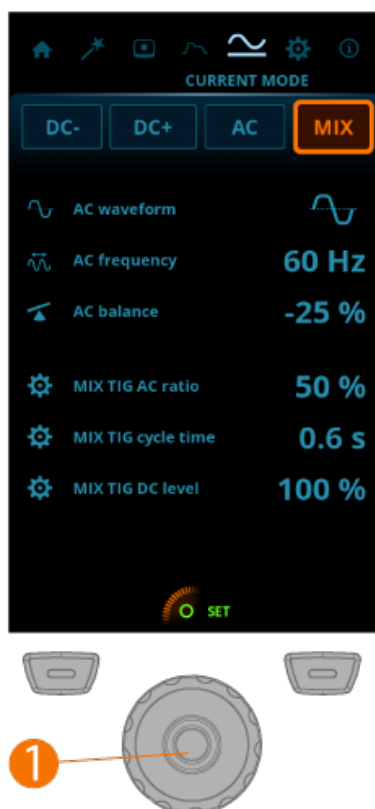 CURRENT MODE
DC- DC+ AC MIX
AC waveform
AC frequency 60 Hz
AC balance -25 %
MIX TIG AC ratio 50 %
MIX TIG cycle time 0.6 s
MIX TIG DC level 100 %
SET
1